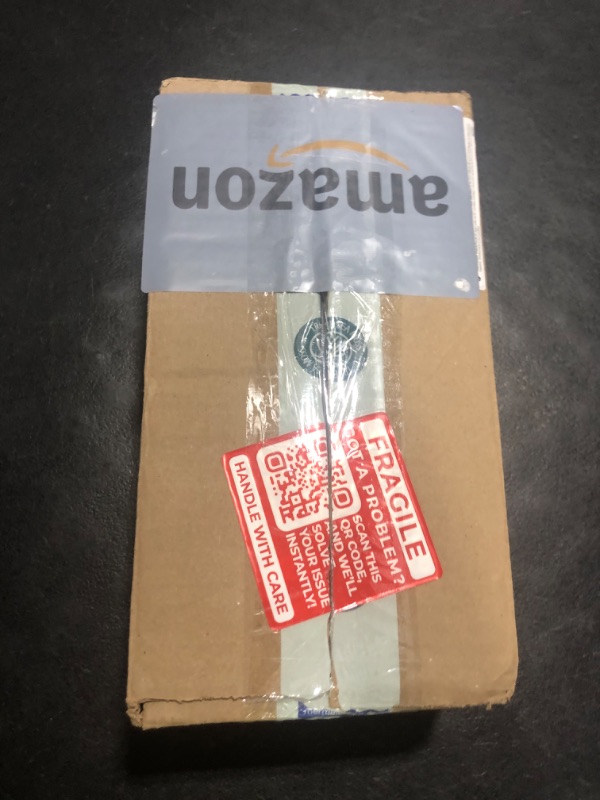 amazon
FRAGILE
GOT A PROBLEM?
SCAN THIS
QR CODE,
AND WE'LL
SOLVE
YOUR ISSUE
INSTANTLY!
HANDLE WITH CARE